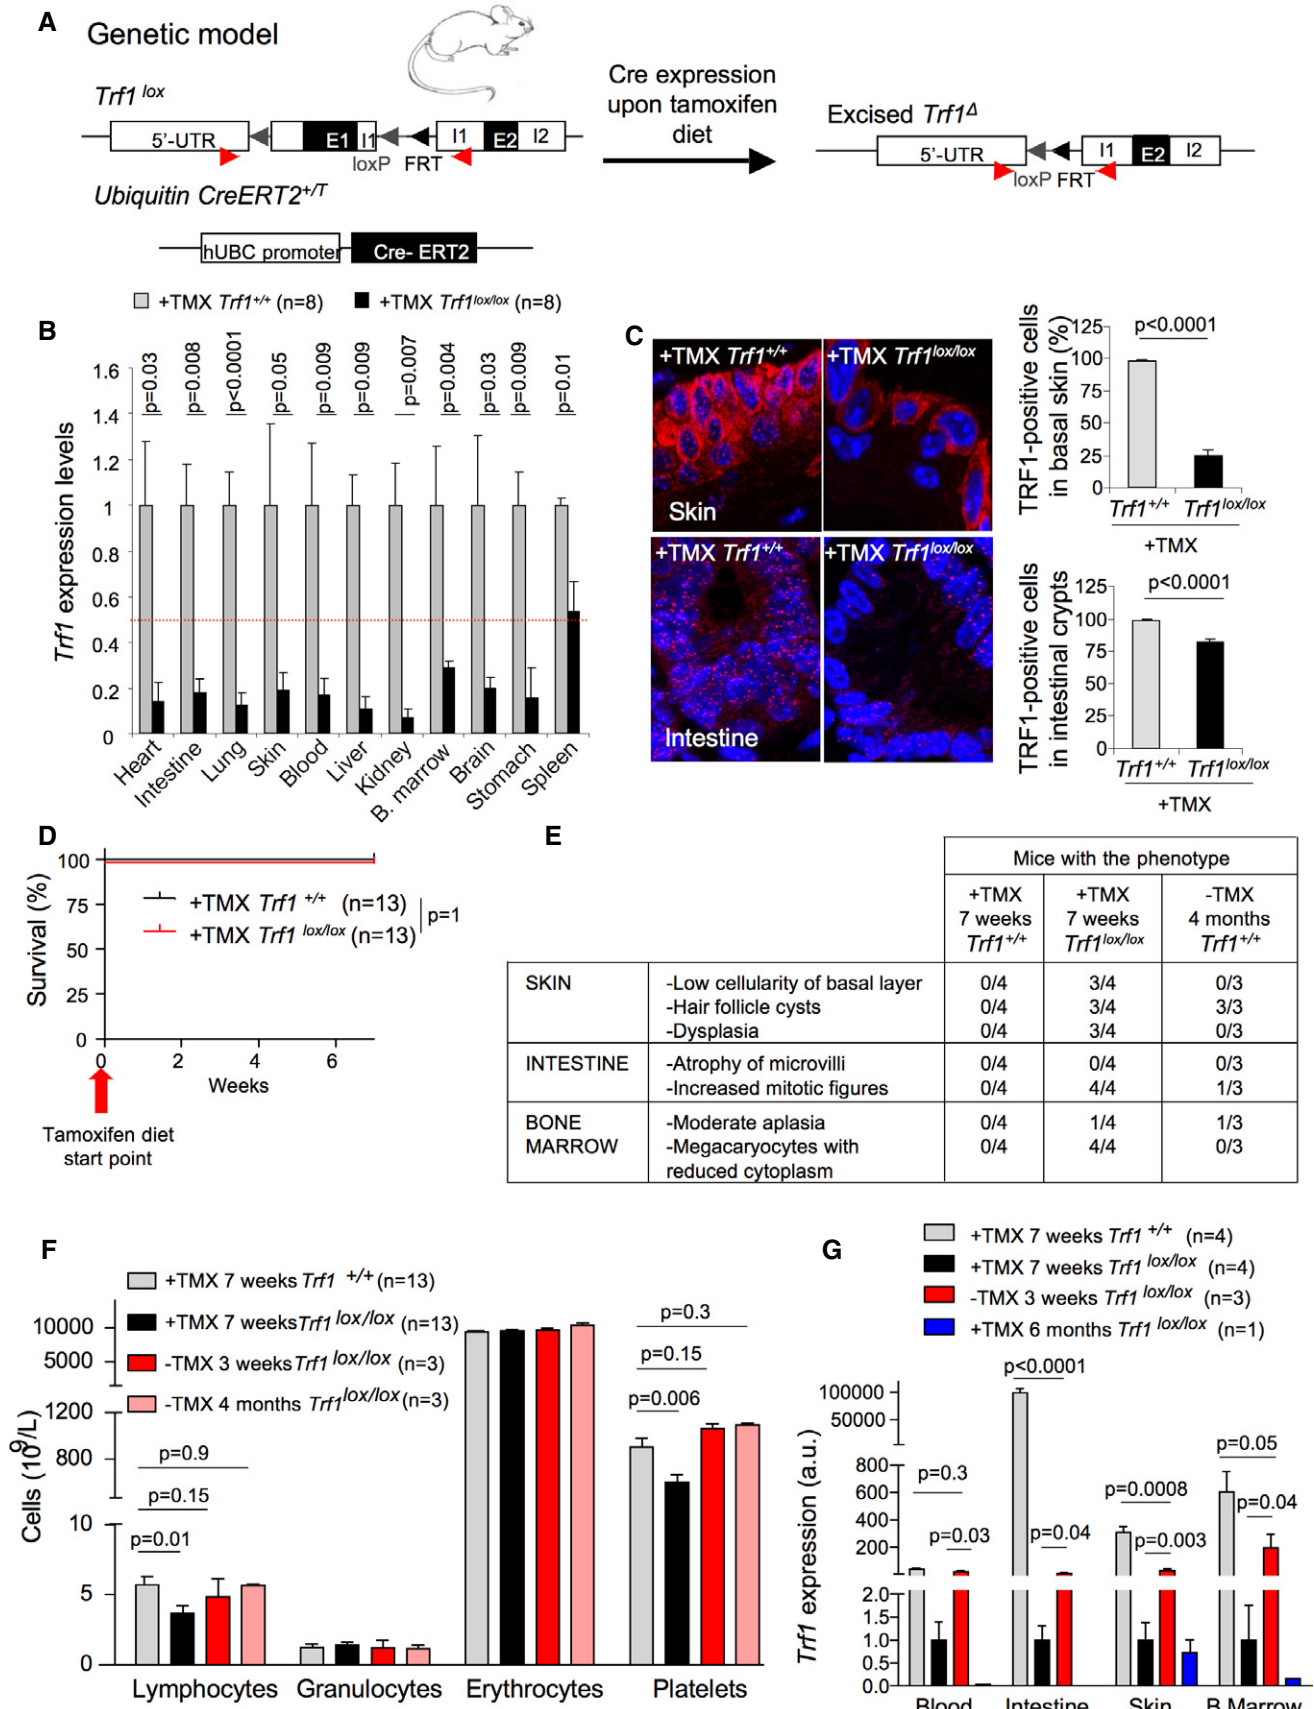 A
Genetic model
Trf1 lox
5'-UTR
E1
I1
I1
E2
I2
loxP
FRT
Ubiquitin CreERT2+/T
hUBC promoter
Cre- ERT2
Cre expression
upon tamoxifen
diet
Excised Trf1Δ
5'-UTR
I1
E2
I2
loxP FRT
B
+TMX Trf1+/+ (n=8)
+TMX Trf1lox/lox (n=8)
Trf1 expression levels
1.6
1.4
1.2
1
0.8
0.6
0.4
0.2
0
p=0.03
p=0.008
p<0.0001
p=0.05
p=0.009
p=0.009
p=0.007
p=0.004
p=0.03
p=0.009
p=0.01
Heart
Intestine
Lung
Skin
Blood
Liver
Kidney
B. marrow
Brain
Stomach
Spleen
C
+TMX Trf1+/+
+TMX Trf1lox/lox
Skin
+TMX Trf1+/+
+TMX Trf1lox/lox
Intestine
TRF1-positive cells
in basal skin (%)
125
100
75
50
25
0
p<0.0001
Trf1+/+
Trf1lox/lox
+TMX
TRF1-positive cells
in intestinal crypts
125
100
75
50
25
0
p<0.0001
Trf1+/+
Trf1lox/lox
+TMX
D
Survival (%)
100
75
50
25
0
+TMX Trf1 +/+ (n=13)
+TMX Trf1 lox/lox (n=13)
p=1
0
2
4
6
Weeks
Tamoxifen diet
start point
E
Mice with the phenotype
+TMX
7 weeks
Trf1+/+
+TMX
7 weeks
Trf1lox/lox
-TMX
4 months
Trf1+/+
SKIN
-Low cellularity of basal layer 0/4 3/4 0/3
-Hair follicle cysts 0/4 3/4 3/3
-Dysplasia 0/4 3/4 0/3
INTESTINE
-Atrophy of microvilli 0/4 0/4 0/3
-Increased mitotic figures 0/4 4/4 1/3
BONE
MARROW
-Moderate aplasia 0/4 1/4 1/3
-Megacaryocytes with 0/4 4/4 0/3
reduced cytoplasm
F
+TMX 7 weeks Trf1 +/+ (n=13)
+TMX 7 weeks Trf1 lox/lox (n=13)
-TMX 3 weeks Trf1 lox/lox (n=3)
-TMX 4 months Trf1 lox/lox (n=3)
Cells (10^9/L)
10000
5000
1200
800
10
5
0
p=0.9
p=0.15
p=0.01
p=0.3
p=0.15
p=0.006
Lymphocytes
Granulocytes
Erythrocytes
Platelets
G
+TMX 7 weeks Trf1 +/+ (n=4)
+TMX 7 weeks Trf1 lox/lox (n=4)
-TMX 3 weeks Trf1 lox/lox (n=3)
+TMX 6 months Trf1 lox/lox (n=1)
Trf1 expression (a.u.)
100000
50000
800
600
400
200
2.0
1.5
1.0
0.5
0.0
p=0.3
p=0.03
p<0.0001
p=0.04
p=0.0008
p=0.003
p=0.05
p=0.04
Blood
Intestine
Skin
B.Marrow